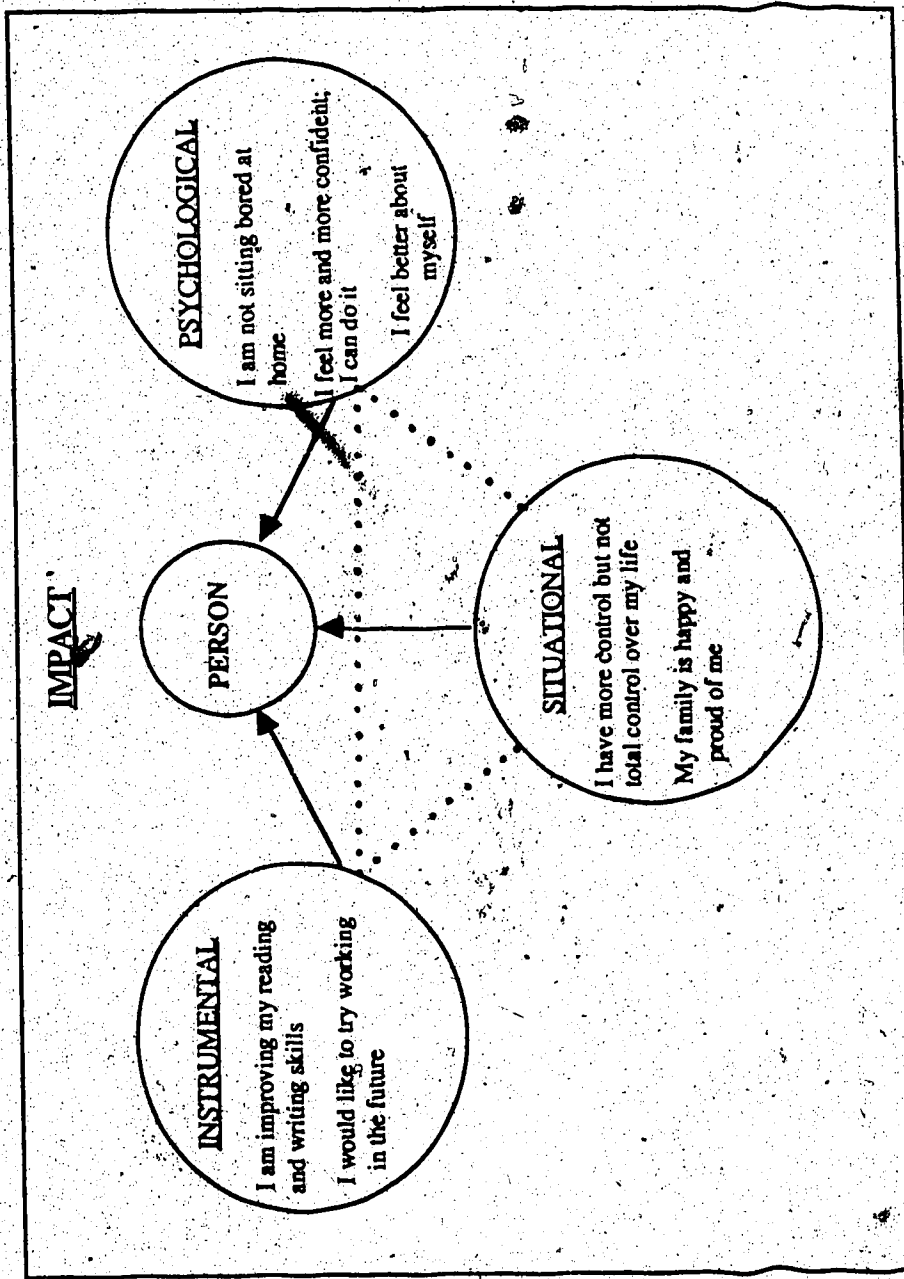 IMPACT
PERSON
INSTRUMENTAL
I am improving my reading
and writing skills
I would like to try working
in the future
SITUATIONAL
I have more control but not
total control over my life
My family is happy and
proud of me
PSYCHOLOGICAL
I am not sitting bored at
home
I feel more and more confident;
I can do it
I feel better about
myself